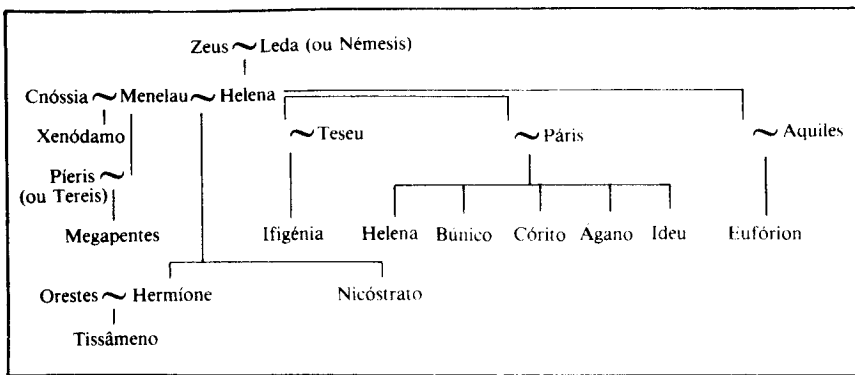 Zeus ~ Leda (ou Némesis)
Cnóssia ~ Menelau ~ Helena
Xenódamo
~ Teseu
~ Páris
~ Aquiles
Píeris ~
(ou Tereis)
Megapentes
Ifigénia
Helena
Búnico
Córito
Ágano
Ideu
Eufórion
Orestes ~ Hermíone
Nicóstrato
Tissâmeno